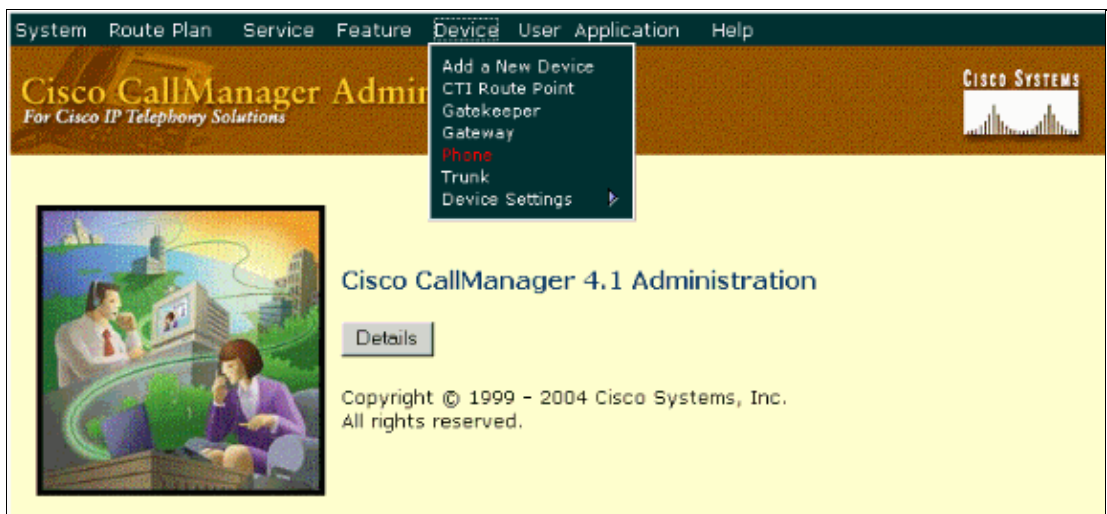 System Route Plan Service Feature Device User Application Help
Add a New Device
CTI Route Point
Gatekeeper
Gateway
Phone
Trunk
Device Settings
Cisco CallManager Admin
For Cisco IP Telephony Solutions
CISCO SYSTEMS
Cisco CallManager 4.1 Administration
Details
Copyright © 1999 - 2004 Cisco Systems, Inc.
All rights reserved.